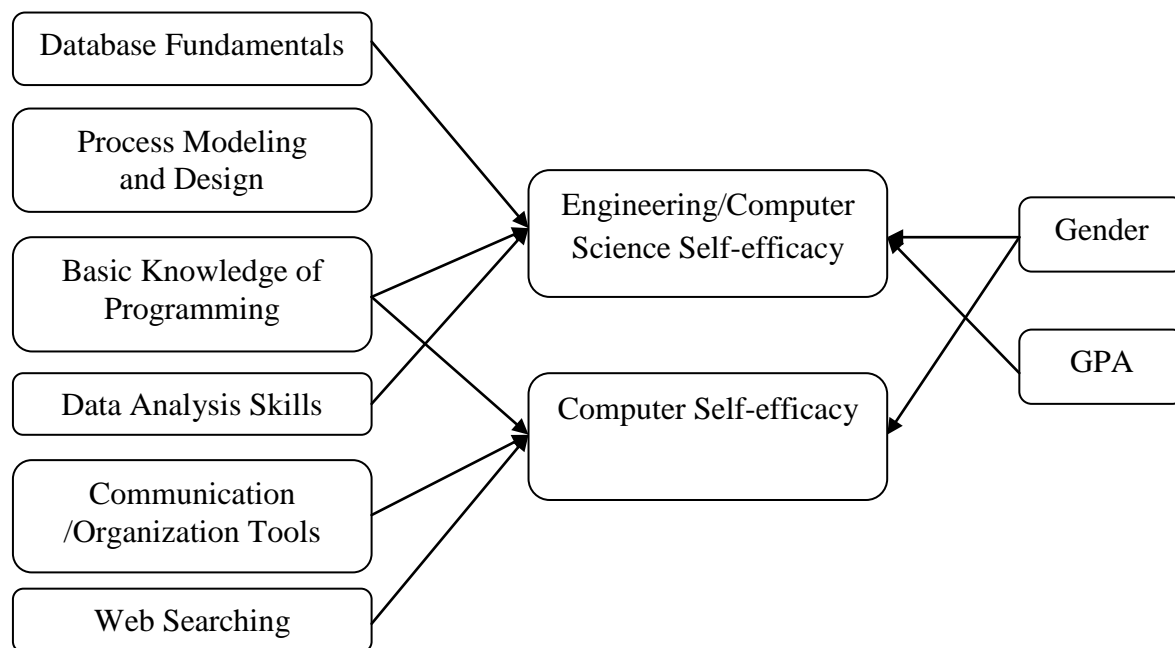 Database Fundamentals
Process Modeling
and Design
Basic Knowledge of
Programming
Data Analysis Skills
Communication
/Organization Tools
Web Searching
Engineering/Computer
Science Self-efficacy
Computer Self-efficacy
Gender
GPA